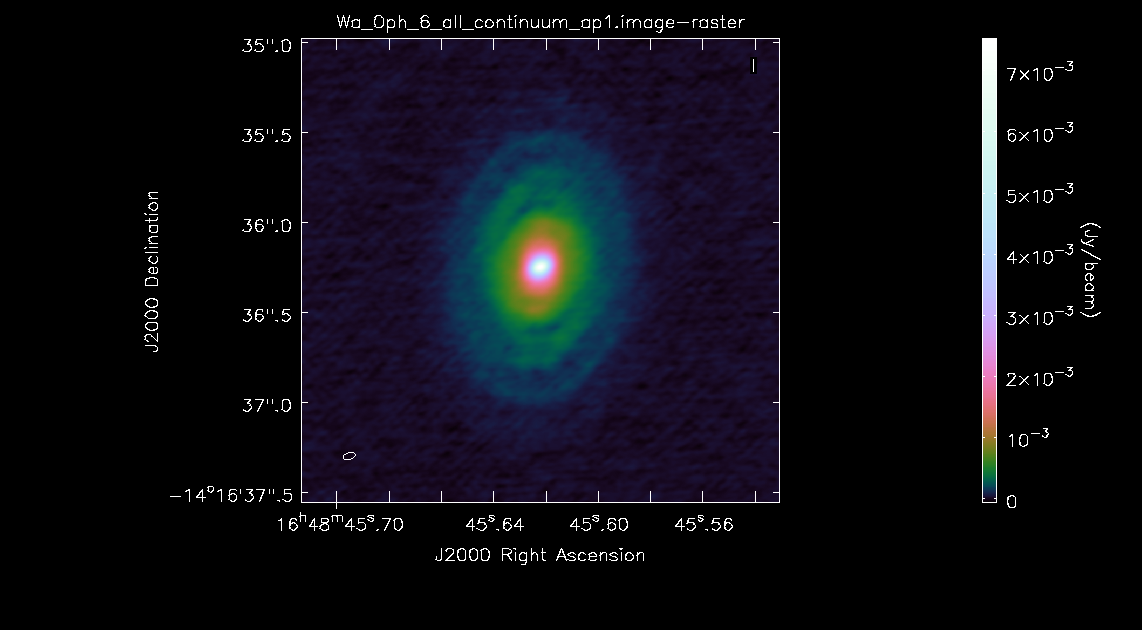 Wa_Oph_6_all_continuum_ap1.image-raster
35".0
I
35".5
36".0
36".5
37".0
-14°16'37".5
J2000 Declination
16ʰ48ᵐ45ˢ.70
45ˢ.64
45ˢ.60
45ˢ.56
J2000 Right Ascension
7×10⁻³
6×10⁻³
5×10⁻³
4×10⁻³
3×10⁻³
2×10⁻³
10⁻³
0
(Jy/beam)